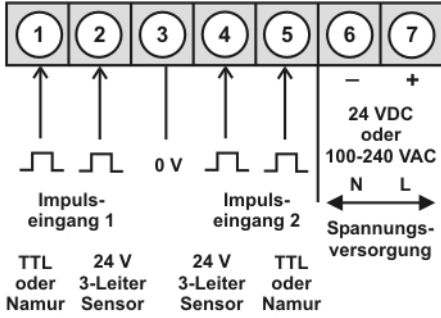 1 2 3 4 5 6 7
– +
24 VDC
oder
100-240 VAC
0 V
N L
Impuls-
eingang 1
Impuls-
eingang 2
Spannungs-
versorgung
TTL
oder
Namur
24 V
3-Leiter
Sensor
24 V
3-Leiter
Sensor
TTL
oder
Namur